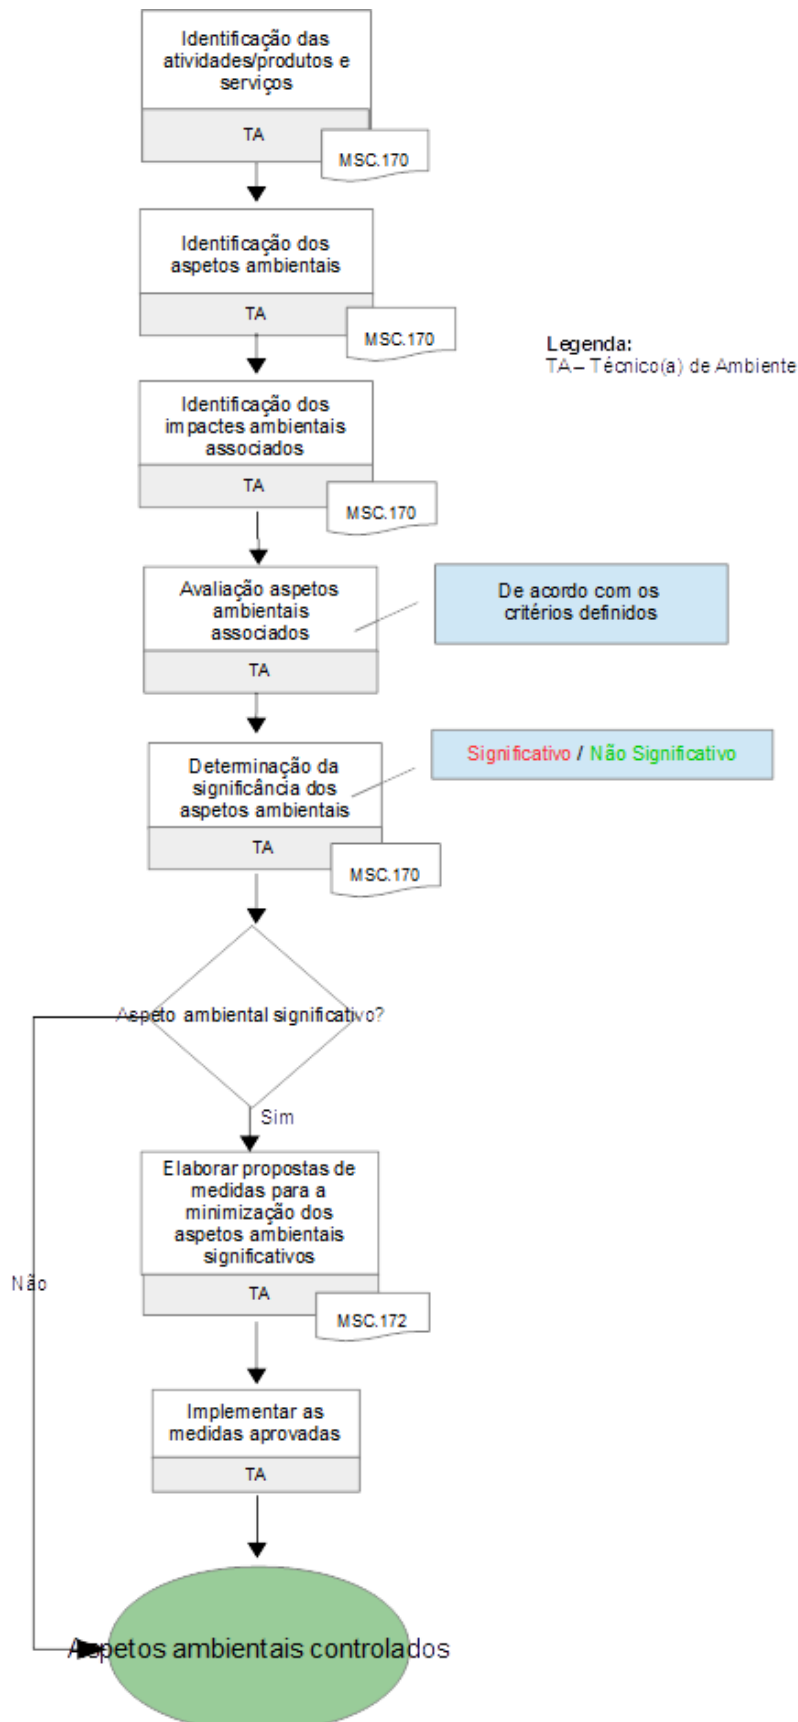 Identificação das
atividades/produtos e
serviços
TA
MSC.170
Identificação dos
aspetos ambientais
TA
MSC.170
Legenda:
TA – Técnico(a) de Ambiente
Identificação dos
impactes ambientais
associados
TA
MSC.170
Avaliação aspetos
ambientais
associados
TA
De acordo com os
critérios definidos
Determinação da
significância dos
aspetos ambientais
TA
MSC.170
Significativo / Não Significativo
Aspeto ambiental significativo?
Sim
Elaborar propostas de
medidas para a
minimização dos
aspetos ambientais
significativos
TA
MSC.172
Não
Implementar as
medidas aprovadas
TA
Aspetos ambientais controlados